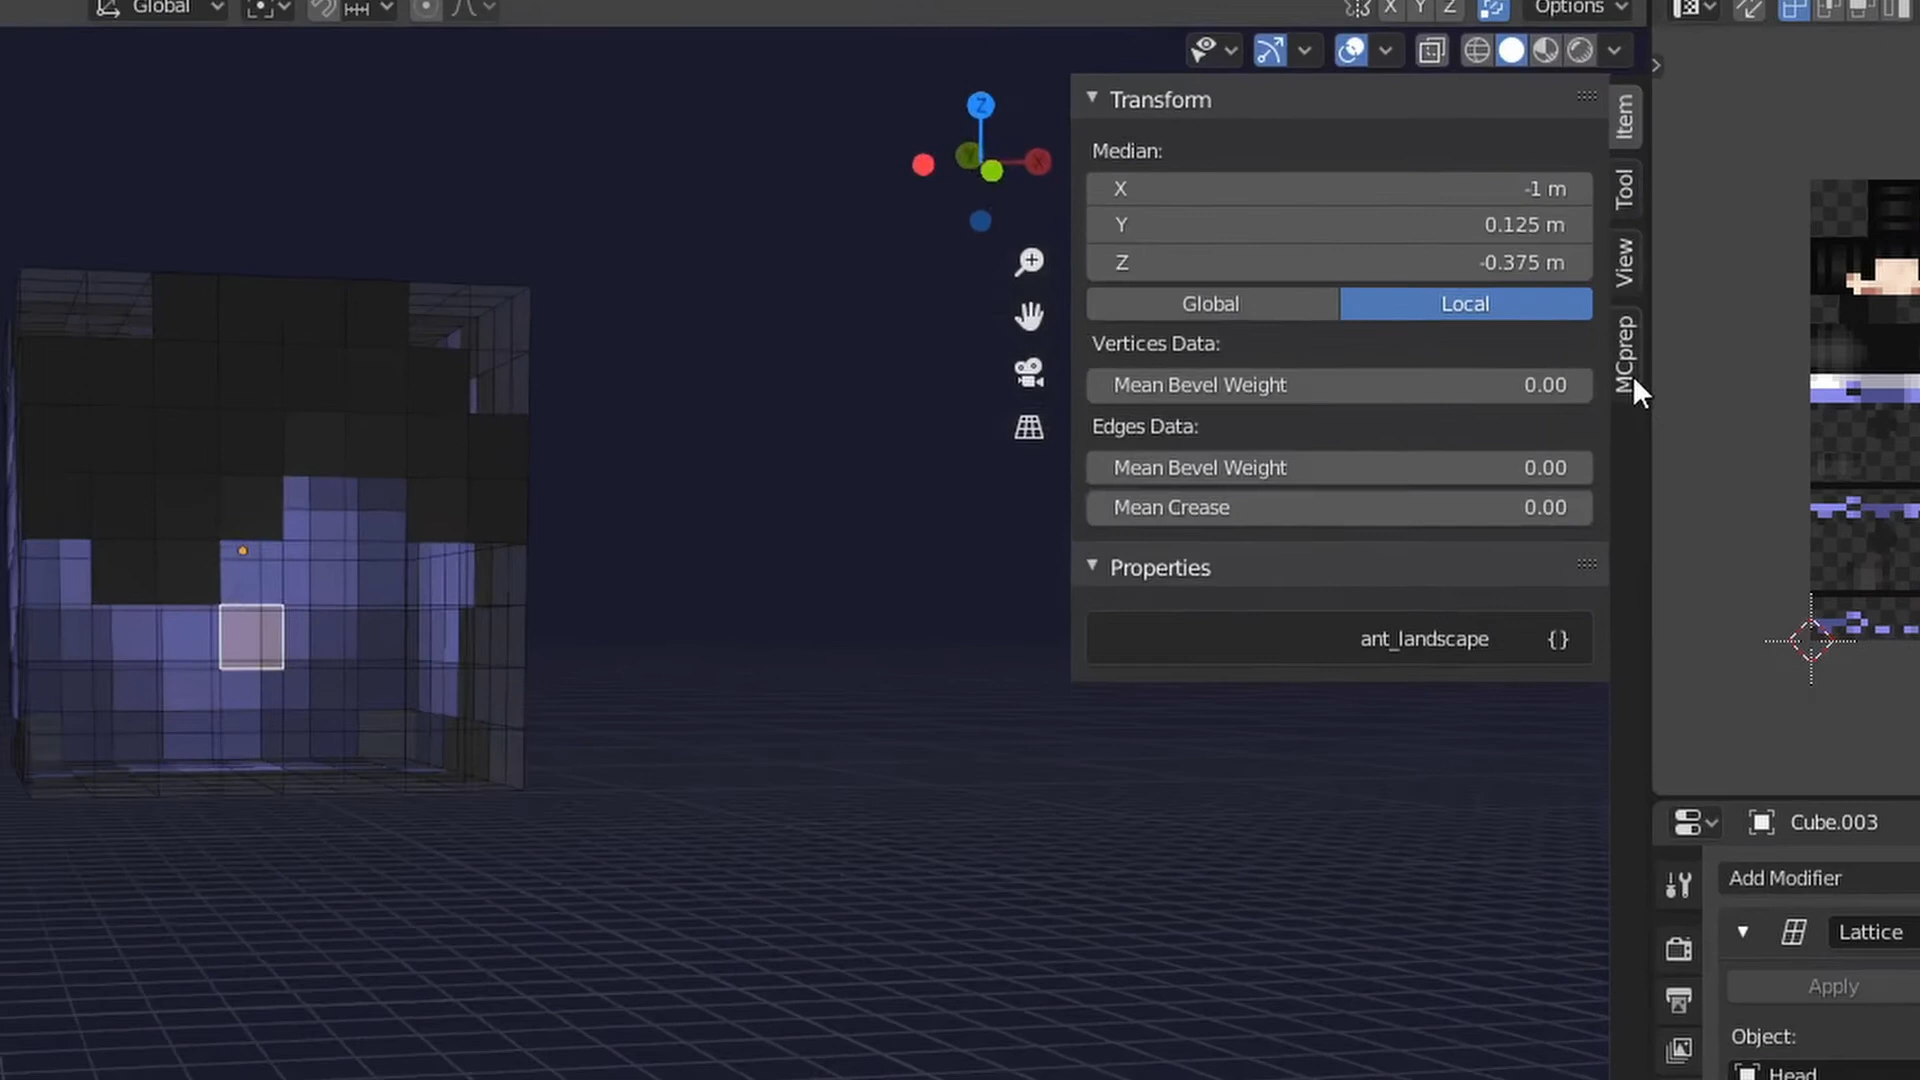 Global
X Y Z
Options
Transform
Median:
X -1 m
Y 0.125 m
Z -0.375 m
Global Local
Vertices Data:
Mean Bevel Weight 0.00
Edges Data:
Mean Bevel Weight 0.00
Mean Crease 0.00
Properties
ant_landscape {}
Item
Tool
View
MCprep
Z
Y
X
Cube.003
Add Modifier
Lattice
Apply
Object:
Head